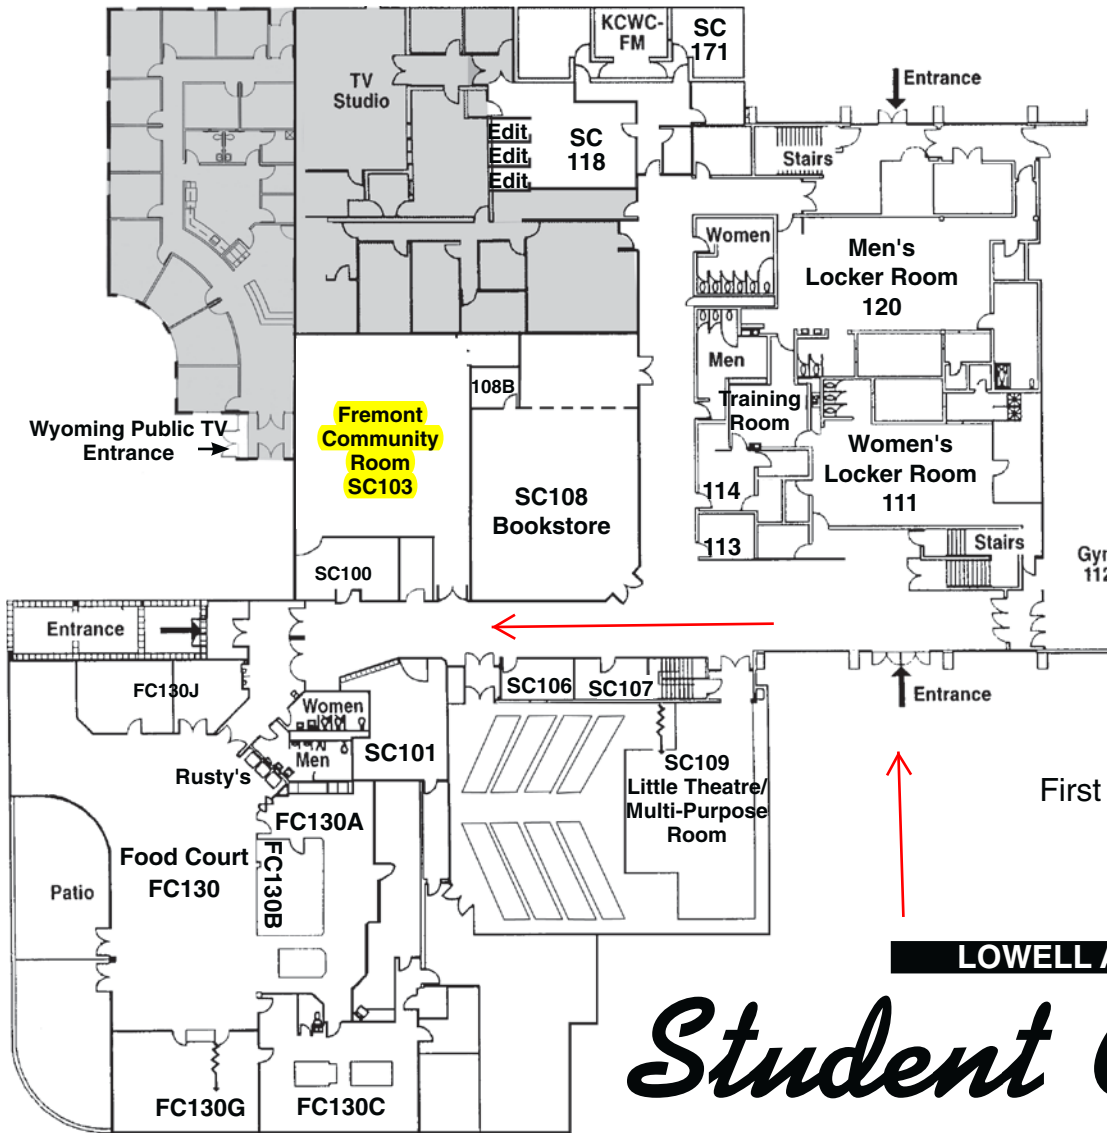 KCWC-
FM
SC
171
TV
Studio
Entrance
Edit
Edit
Edit
SC
118
Stairs
Women
Men's
Locker Room
120
Men
108B
Training
Room
Wyoming Public TV
Entrance
Fremont
Community
Room
SC103
Women's
Locker Room
111
SC108
Bookstore
114
113
Stairs
112
SC100
Entrance
FC130J
SC106
SC107
Entrance
Women
Men
SC101
Rusty's
SC109
Little Theatre/
Multi-Purpose
Room
First
FC130A
FC130B
Food Court
FC130
Patio
LOWELL
Student
FC130G
FC130C